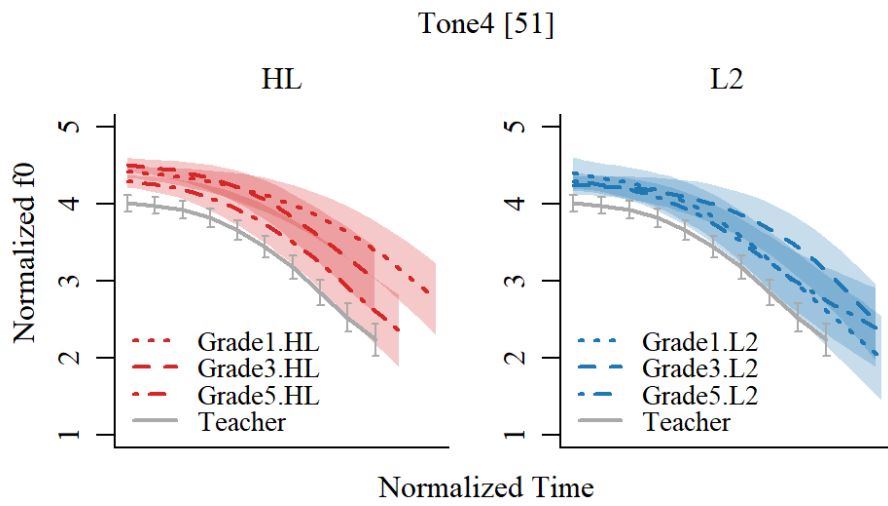 Tone4 [51]
HL
L2
Normalized f0
5
4
3
2
1
Grade1.HL
Grade3.HL
Grade5.HL
Teacher
5
4
3
2
1
Grade1.L2
Grade3.L2
Grade5.L2
Teacher
Normalized Time